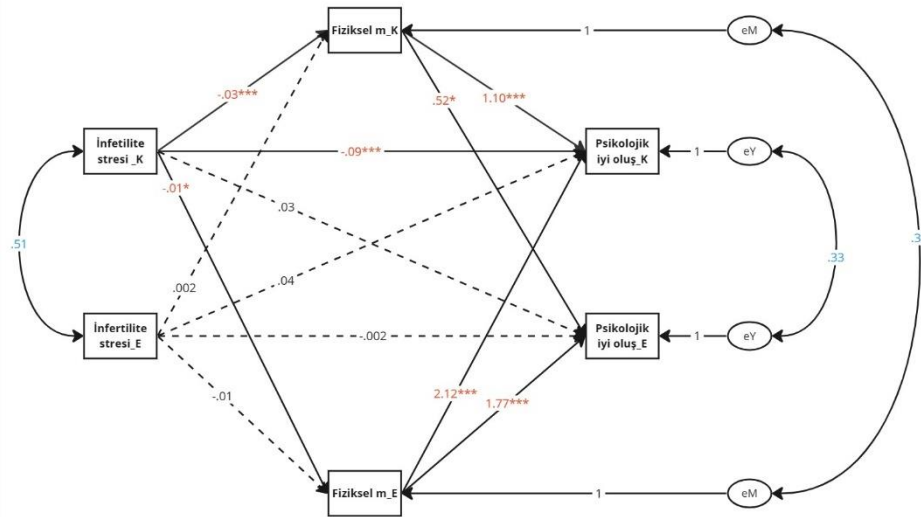 Fiziksel m_K
1
eM
-.03***
.52*
1.10***
İnfetilite
stresi _K
-.09***
Psikolojik
iyi oluş_K
1
eY
-.01*
.03
.51
.3
.33
.04
.002
İnfertilite
stresi_E
-.002
Psikolojik
iyi oluş_E
1
eY
-.01
2.12***
1.77***
Fiziksel m_E
1
eM